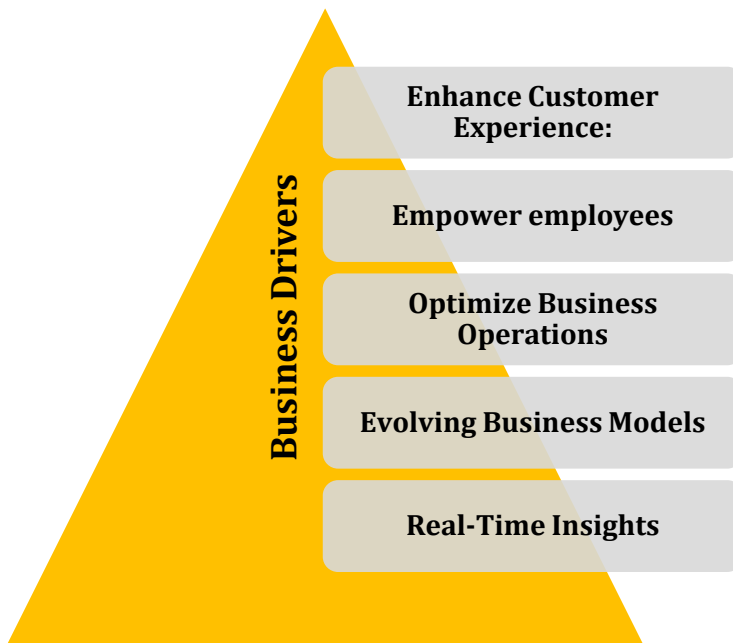 Business Drivers
Enhance Customer
Experience:
Empower employees
Optimize Business
Operations
Evolving Business Models
Real-Time Insights